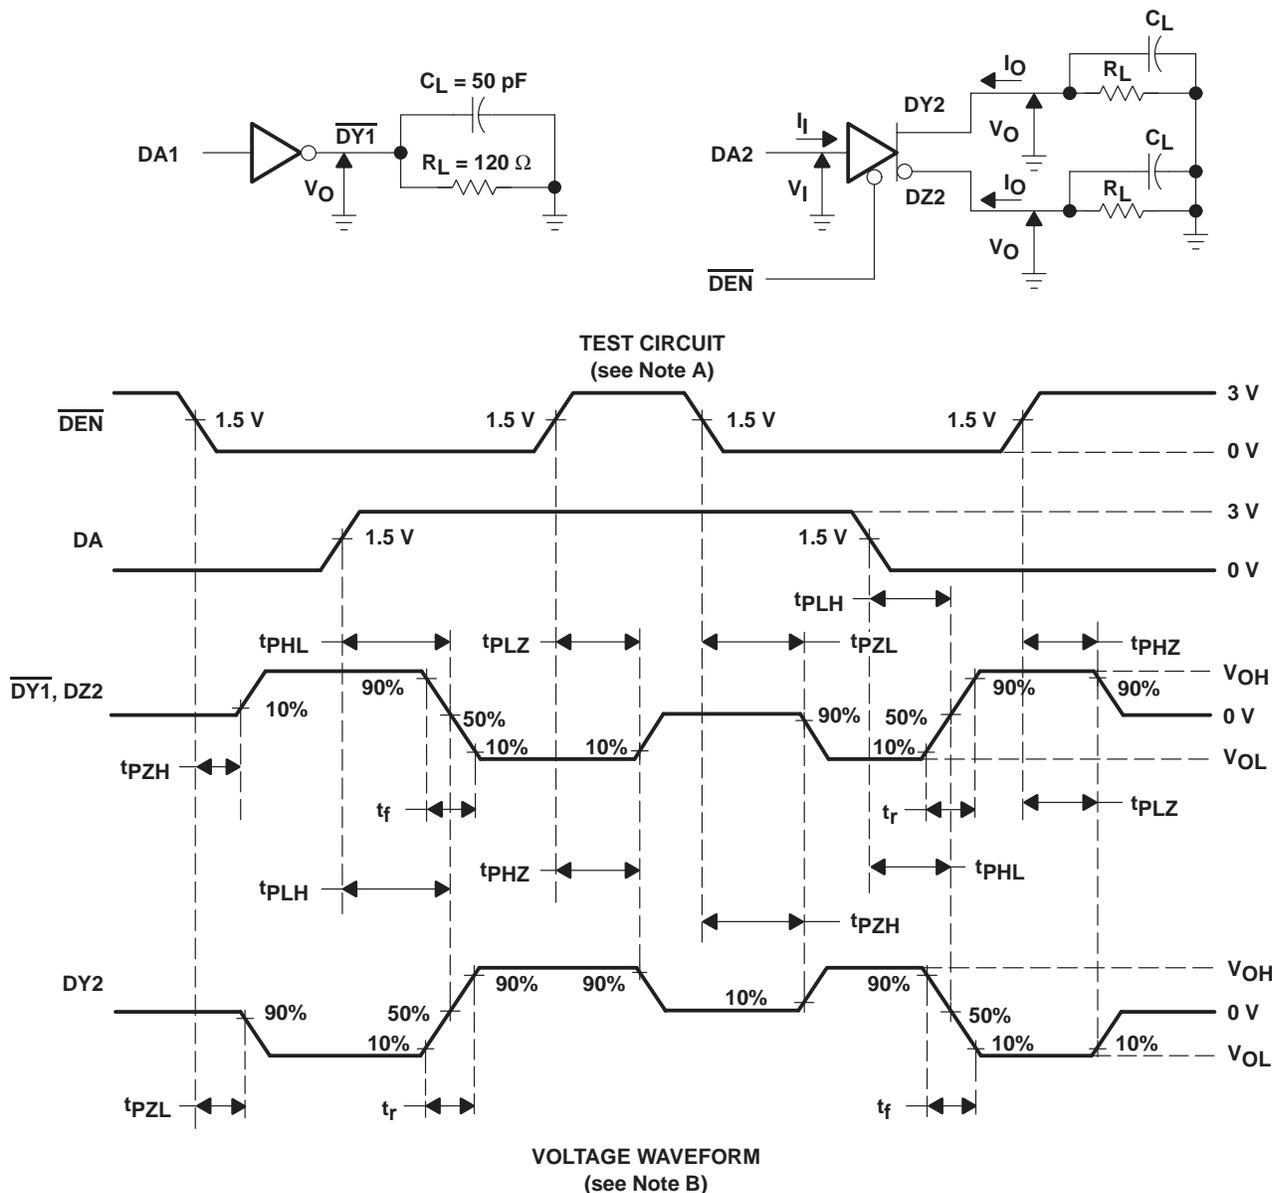 CL
CL = 50 pF
IO
RL
DY2
DY1
II
VO
DA1
RL = 120 Ω
DA2
CL
VO
VI
DZ2
IO
RL
VO
DEN
TEST CIRCUIT
(see Note A)
3 V
DEN
1.5 V
1.5 V
1.5 V
1.5 V
0 V
3 V
DA
1.5 V
1.5 V
0 V
tPLH
tPHL
tPLZ
tPZL
tPHZ
VOH
DY1, DZ2
90%
90%
90%
10%
50%
90%
50%
0 V
10%
10%
10%
VOL
tPZH
tf
tr
tPLZ
tPLH
tPHZ
tPHL
tPZH
VOH
DY2
90%
90%
90%
90%
50%
10%
50%
0 V
10%
10%
10%
VOL
tPZL
tr
tf
VOLTAGE WAVEFORM
(see Note B)